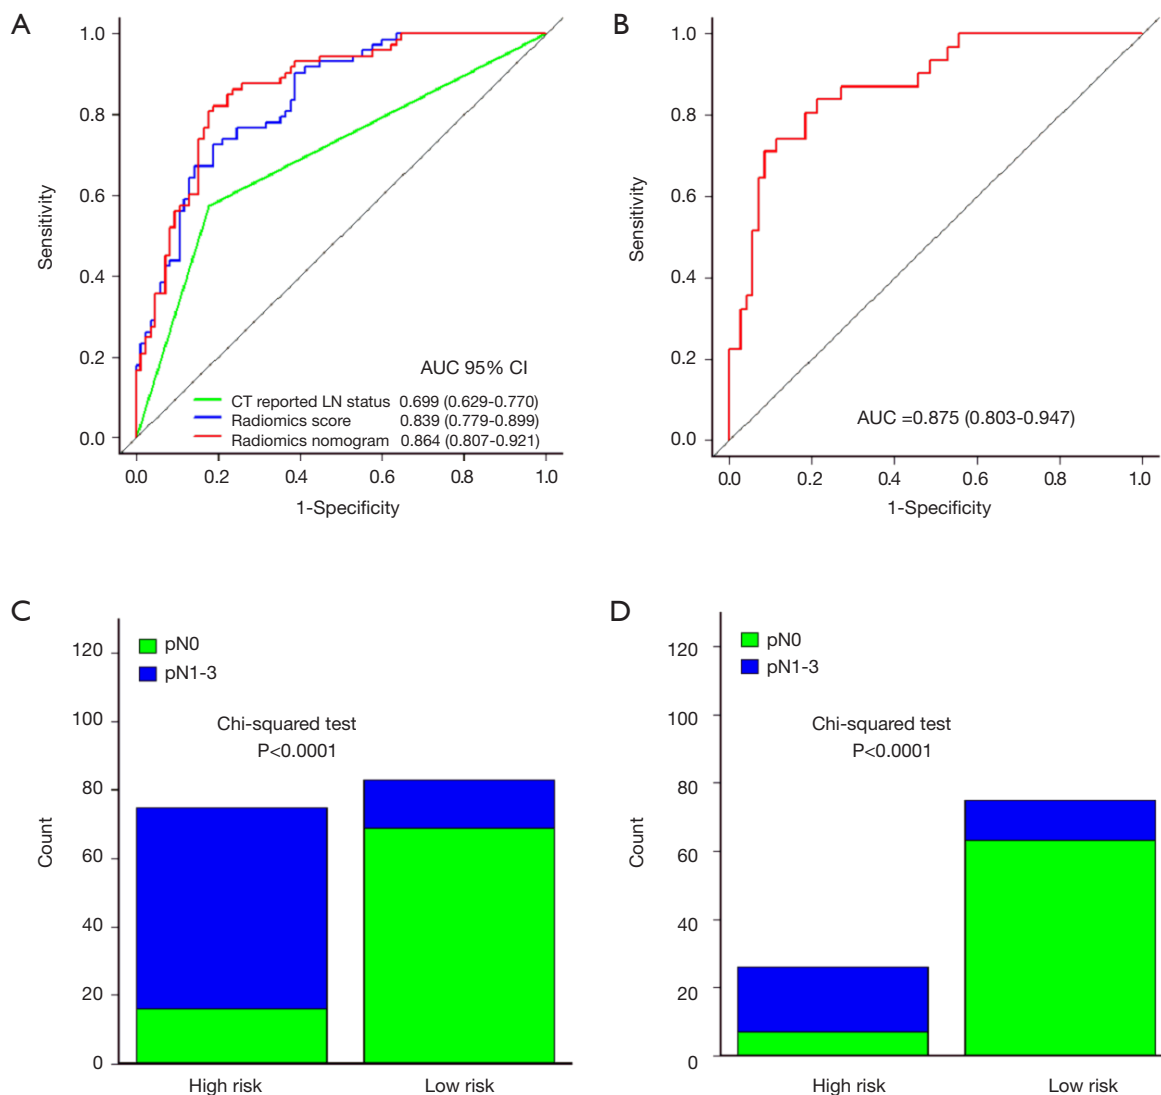 A
1.0
0.8
0.6
0.4
0.2
0.0
Sensitivity
AUC 95% CI
CT reported LN status 0.699 (0.629-0.770)
Radiomics score 0.839 (0.779-0.899)
Radiomics nomogram 0.864 (0.807-0.921)
0.0 0.2 0.4 0.6 0.8 1.0
1-Specificity
B
1.0
0.8
0.6
0.4
0.2
0.0
Sensitivity
AUC =0.875 (0.803-0.947)
0.0 0.2 0.4 0.6 0.8 1.0
1-Specificity
C
120
100
80
60
40
20
0
Count
pN0
pN1-3
Chi-squared test
P<0.0001
High risk Low risk
D
120
100
80
60
40
20
0
Count
pN0
pN1-3
Chi-squared test
P<0.0001
High risk Low risk